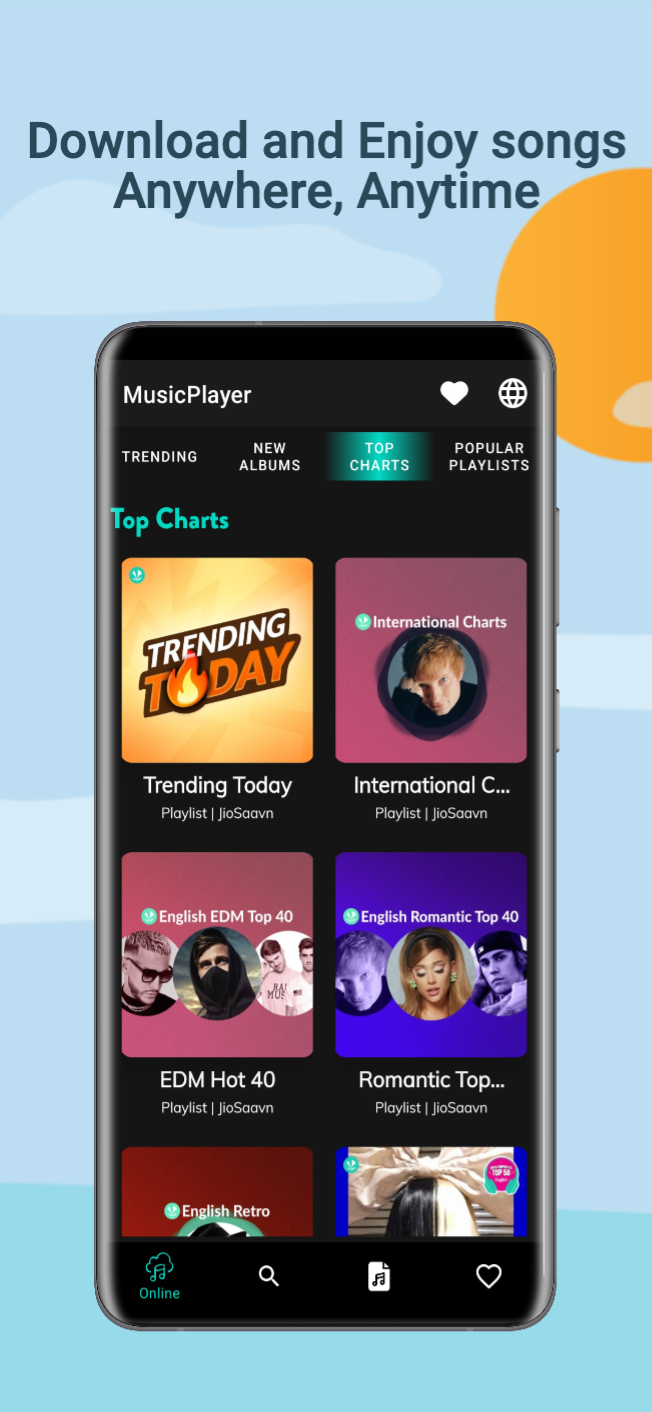 Download and Enjoy songs
Anywhere, Anytime
MusicPlayer
TRENDING
NEW
ALBUMS
TOP
CHARTS
POPULAR
PLAYLISTS
Top Charts
TRENDING
TODAY
International Charts
Trending Today
International C...
Playlist | JioSaavn
Playlist | JioSaavn
English EDM Top 40
English Romantic Top 40
EDM Hot 40
Romantic Top...
Playlist | JioSaavn
Playlist | JioSaavn
English Retro
TOP 50
Online